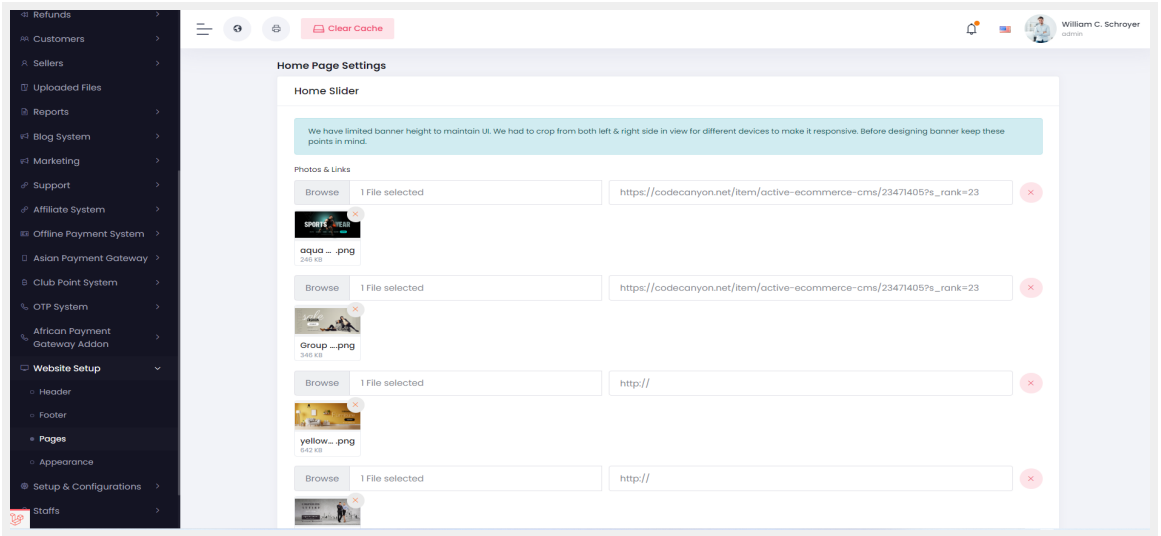 Refunds
Customers
Sellers
Uploaded Files
Reports
Blog System
Marketing
Support
Affiliate System
Offline Payment System
Asian Payment Gateway
Club Point System
OTP System
African Payment
Gateway Addon
Website Setup
Header
Footer
Pages
Appearance
Setup & Configurations
Staffs
Clear Cache
William C. Schroyer
admin
Home Page Settings
Home Slider
We have limited banner height to maintain UI. We had to crop from both left & right side in view for different devices to make it responsive. Before designing banner keep these
points in mind.
Photos & Links
Browse 1 File selected https://codecanyon.net/item/active-ecommerce-cms/23471405?s_rank=23
SPORTS WEAR
aqua ... .png
246 KB
Browse 1 File selected https://codecanyon.net/item/active-ecommerce-cms/23471405?s_rank=23
Group ....png
346 KB
Browse 1 File selected http://
yellow... .png
842 KB
Browse 1 File selected http://